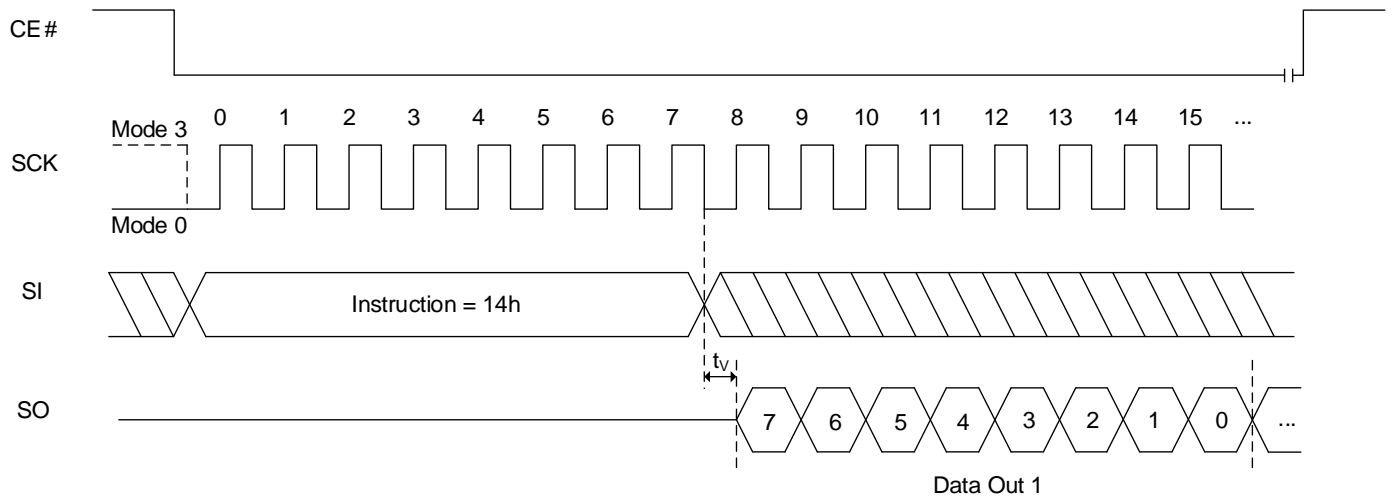 CE#
0 1 2 3 4 5 6 7 8 9 10 11 12 13 14 15 ...
Mode 3
SCK
Mode 0
SI
Instruction = 14h
tV
SO
7 6 5 4 3 2 1 0 ...
Data Out 1